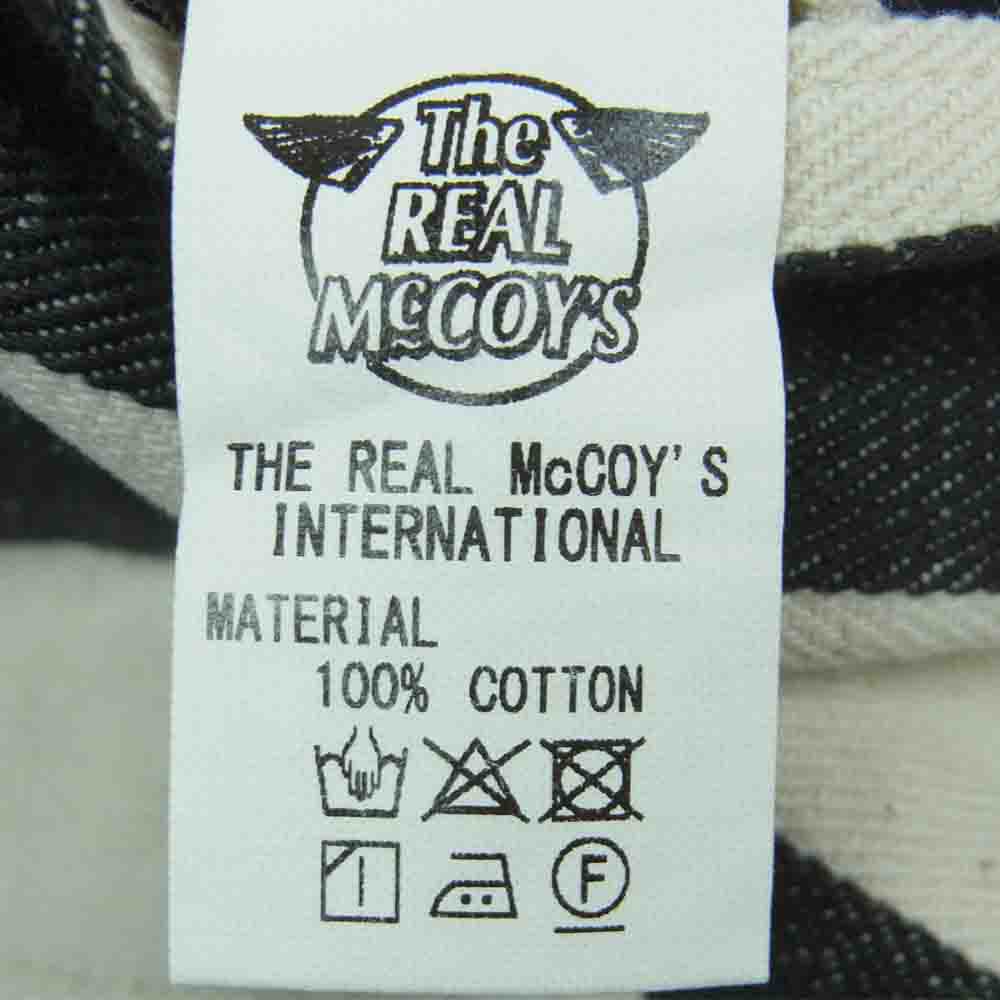 The
REAL
McCOY'S
THE REAL McCOY'S
INTERNATIONAL
MATERIAL
100% COTTON
F